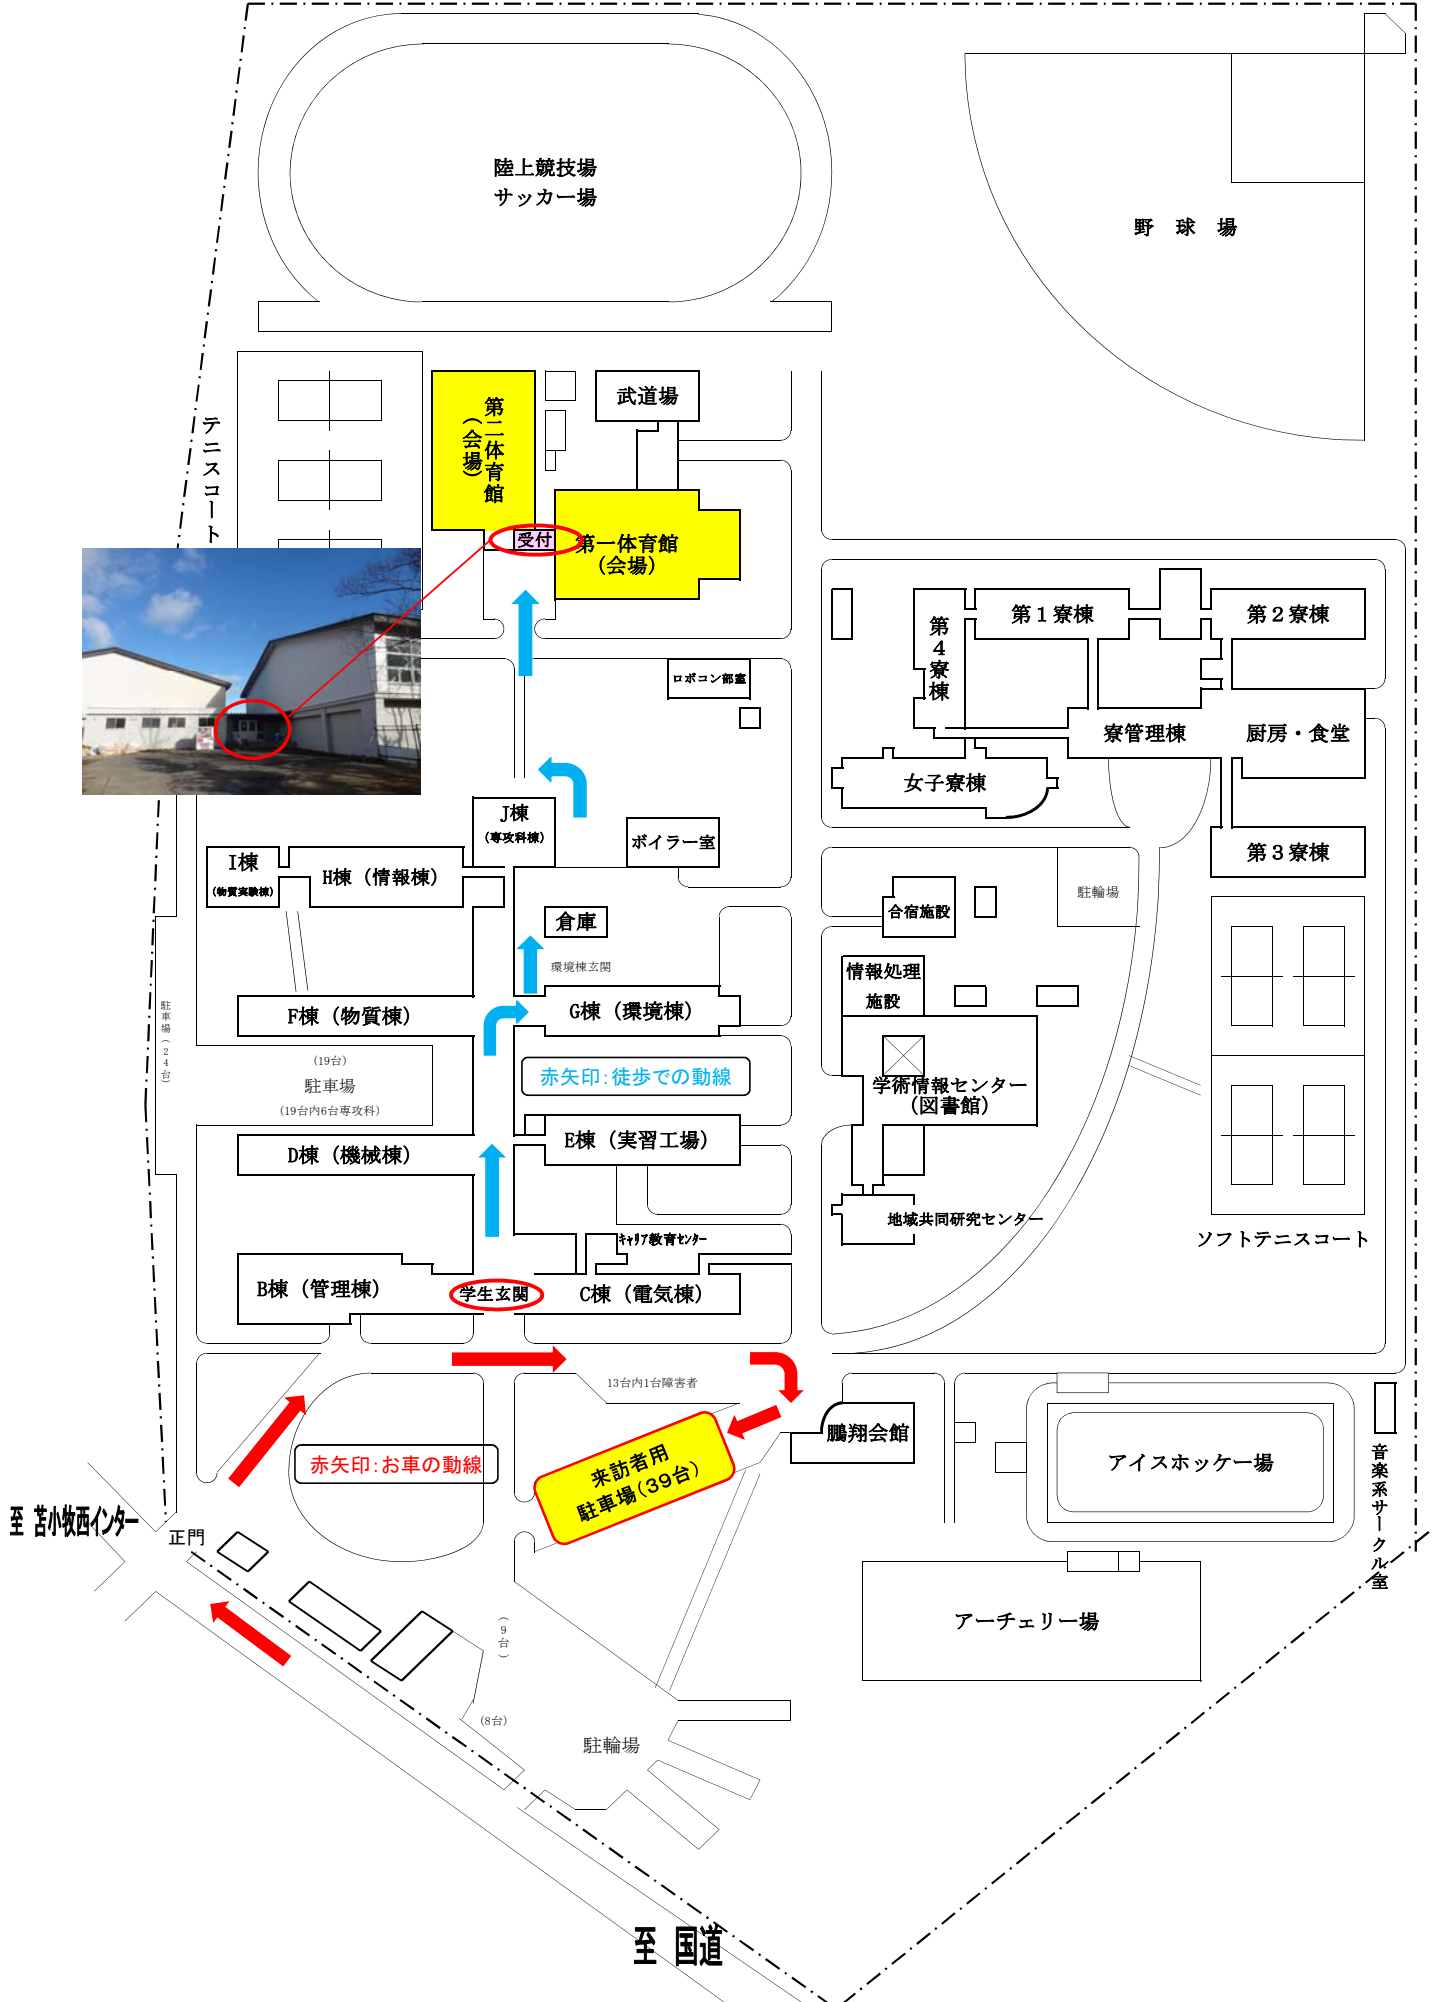 陸上競技場
サッカー場
野　球　場
テニスコート
第二体育館
（会場）
武道場
受付
第一体育館
（会場）
ロボコン部室
第４寮棟
第１寮棟
第２寮棟
寮管理棟
厨房・食堂
女子寮棟
第３寮棟
J棟
（専攻科棟）
ボイラー室
I棟
（物質実験棟）
H棟（情報棟）
倉庫
環境棟玄関
合宿施設
駐輪場
情報処理
施設
F棟（物質棟）
G棟（環境棟）
駐車場（24台）
(19台)
駐車場
(19台内6台専攻科)
赤矢印：徒歩での動線
学術情報センター
（図書館）
D棟（機械棟）
E棟（実習工場）
地域共同研究センター
ソフトテニスコート
キャリア教育センター
B棟（管理棟）
学生玄関
C棟（電気棟）
13台内1台障害者
鵬翔会館
来訪者用
駐車場（３９台）
赤矢印：お車の動線
アイスホッケー場
音楽系サークル室
至 苫小牧西インター
正門
アーチェリー場
(9台)
(8台)
駐輪場
至 国道